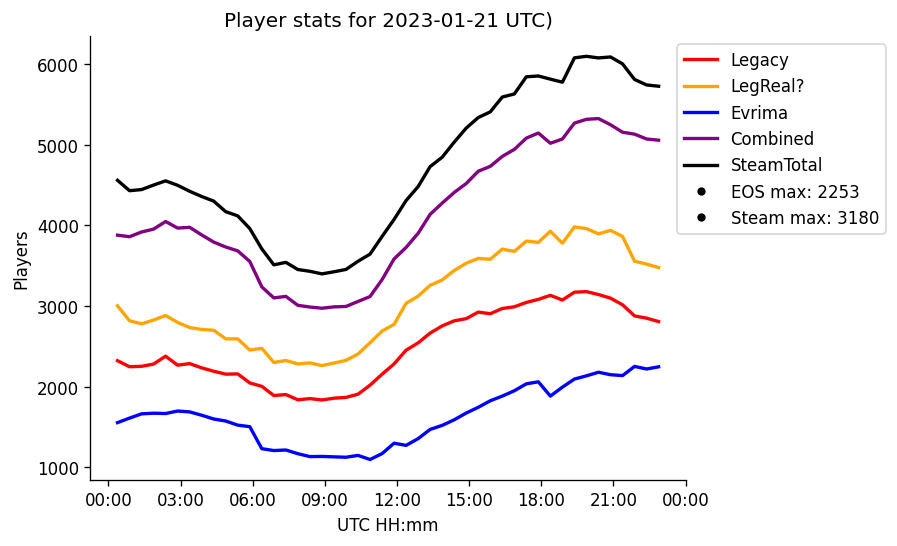 Player stats for 2023-01-21 UTC)
Players
6000
5000
4000
3000
2000
1000
00:00 03:00 06:00 09:00 12:00 15:00 18:00 21:00 00:00
UTC HH:mm
Legacy
LegReal?
Evrima
Combined
SteamTotal
EOS max: 2253
Steam max: 3180